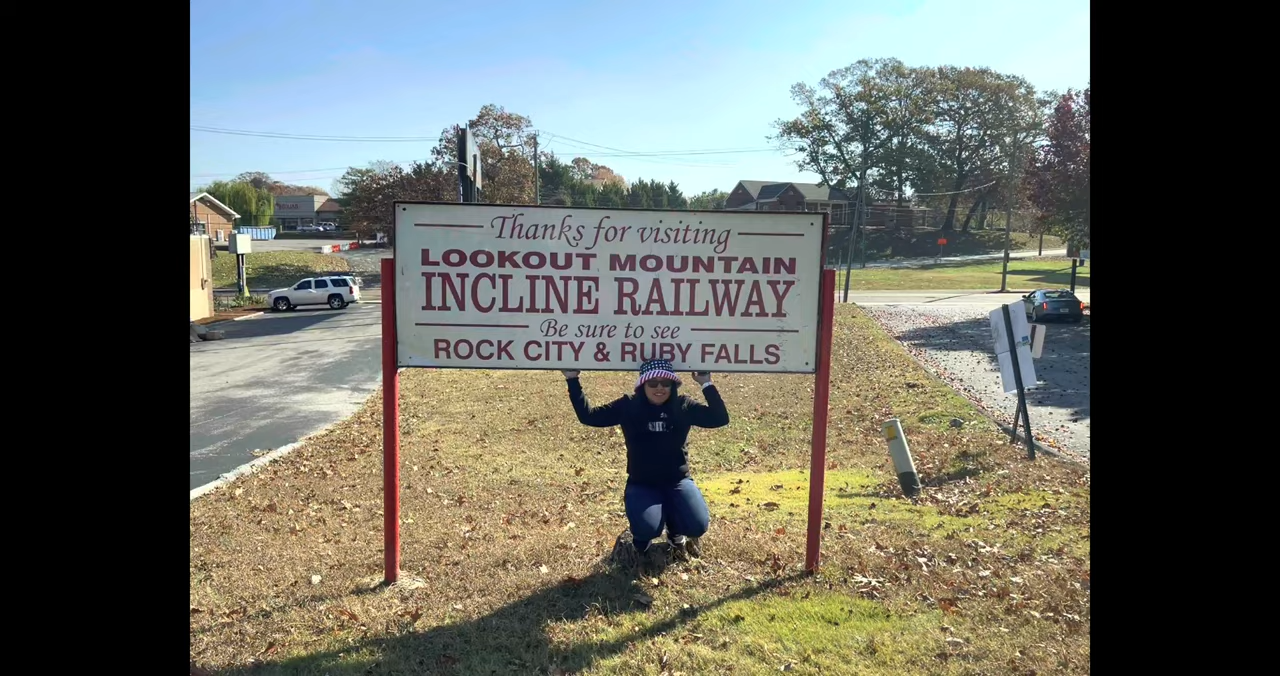 Thanks for visiting
LOOKOUT MOUNTAIN
INCLINE RAILWAY
Be sure to see
ROCK CITY & RUBY FALLS